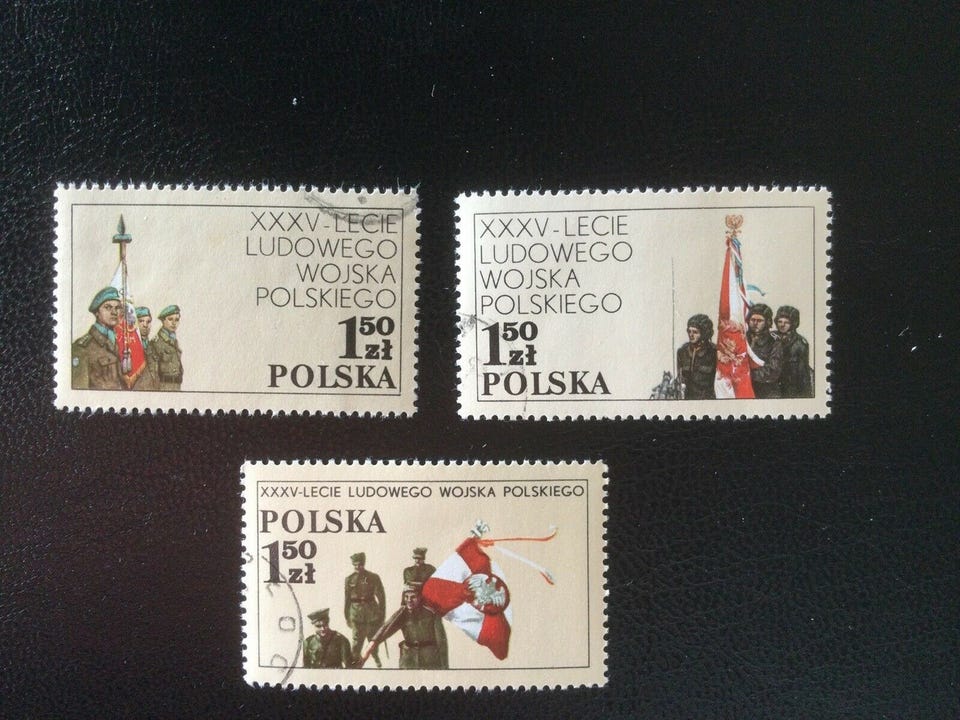 XXXV-LECIE
LUDOWEGO
WOJSKA
POLSKIEGO
1 50 zł
POLSKA
XXXV-LECIE
LUDOWEGO
WOJSKA
POLSKIEGO
1 50 zł
POLSKA
XXXV-LECIE LUDOWEGO WOJSKA POLSKIEGO
POLSKA
1 50 zł